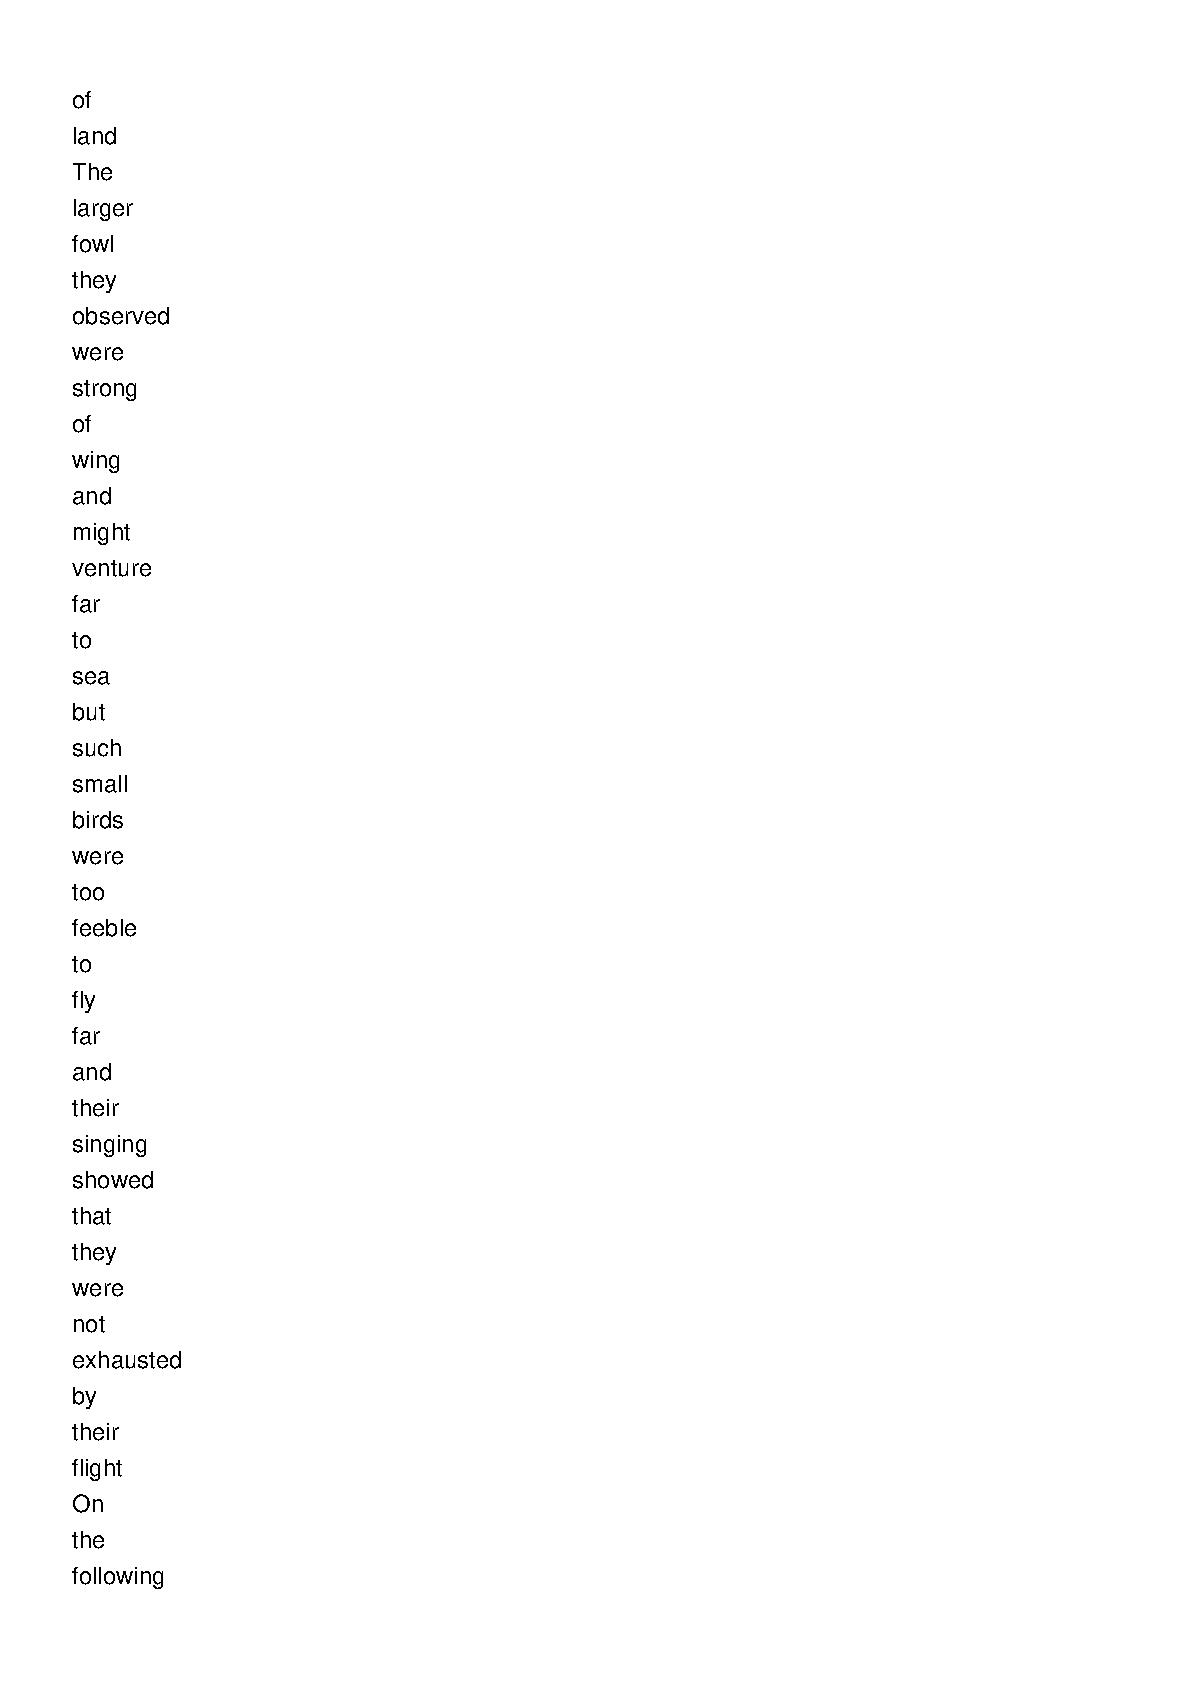 of
land
The
larger
fowl
they
observed
were
strong
of
wing
and
might
venture
far
to
sea
but
such
small
birds
were
too
feeble
to
fly
far
and
their
singing
showed
that
they
were
not
exhausted
by
their
flight
On
the
following